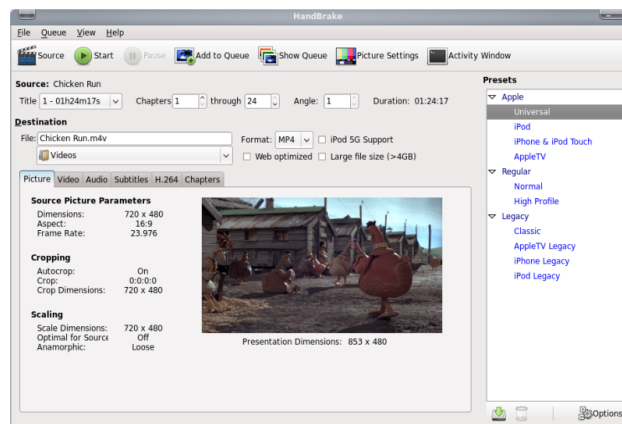 HandBrake
File Queue View Help
Source Start Pause Add to Queue Show Queue Picture Settings Activity Window
Source: Chicken Run
Title 1 - 01h24m17s Chapters: 1 through 24 Angle: 1 Duration: 01:24:17
Destination
File: Chicken Run.m4v Format: MP4 iPod 5G Support
Videos Web optimized Large file size (>4GB)
Picture Video Audio Subtitles H.264 Chapters
Source Picture Parameters
Dimensions: 720 x 480
Aspect: 16:9
Frame Rate: 23.976
Cropping
Autocrop: On
Crop: 0:0:0:0
Crop Dimensions: 720 x 480
Scaling
Scale Dimensions: 720 x 480
Optimal for Source Off
Anamorphic: Loose
Presentation Dimensions: 853 x 480
Presets
Apple
Universal
iPod
iPhone & iPod Touch
AppleTV
Regular
Normal
High Profile
Legacy
Classic
AppleTV Legacy
iPhone Legacy
iPod Legacy
Options